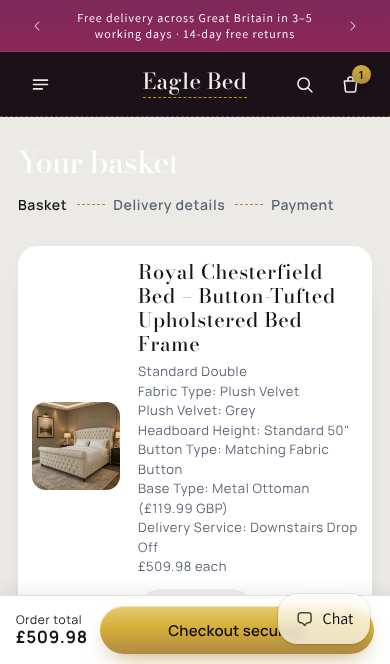 Free delivery across Great Britain in 3–5
working days · 14-day free returns
Eagle Bed
1
Your basket
Basket
Delivery details
Payment
Royal Chesterfield
Bed – Button-Tufted
Upholstered Bed
Frame
Standard Double
Fabric Type: Plush Velvet
Plush Velvet: Grey
Headboard Height: Standard 50"
Button Type: Matching Fabric
Button
Base Type: Metal Ottoman
(£119.99 GBP)
Delivery Service: Downstairs Drop
Off
£509.98 each
Order total
£509.98
Checkout
Chat